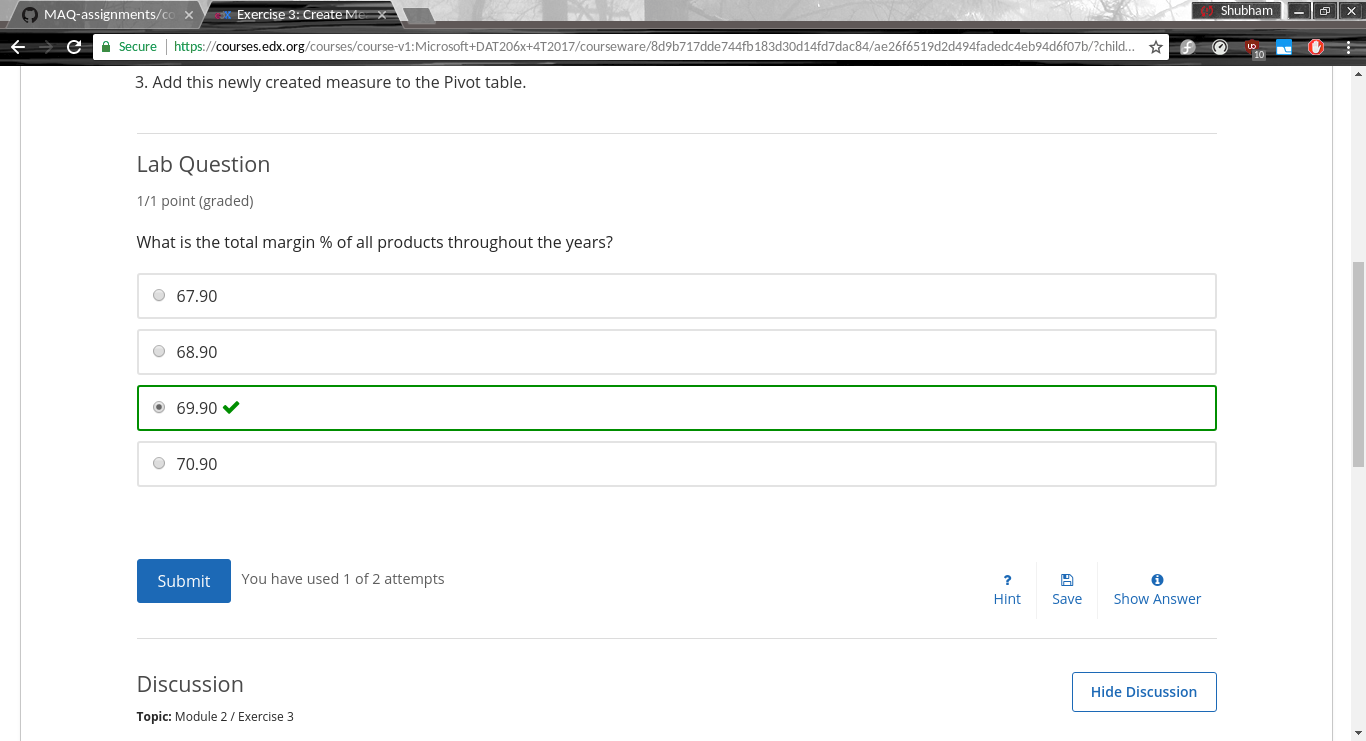 MAQ-assignments/co
Exercise 3: Create Me
Shubham
Secure
https://courses.edx.org/courses/course-v1:Microsoft+DAT206x+4T2017/courseware/8d9b717dde744fb183d30d14fd7dac84/ae26f6519d2d494fadedc4eb94d6f07b/?child...
10
3. Add this newly created measure to the Pivot table.
Lab Question
1/1 point (graded)
What is the total margin % of all products throughout the years?
67.90
68.90
69.90
70.90
Submit
You have used 1 of 2 attempts
?
Hint
Save
Show Answer
Discussion
Hide Discussion
Topic: Module 2 / Exercise 3